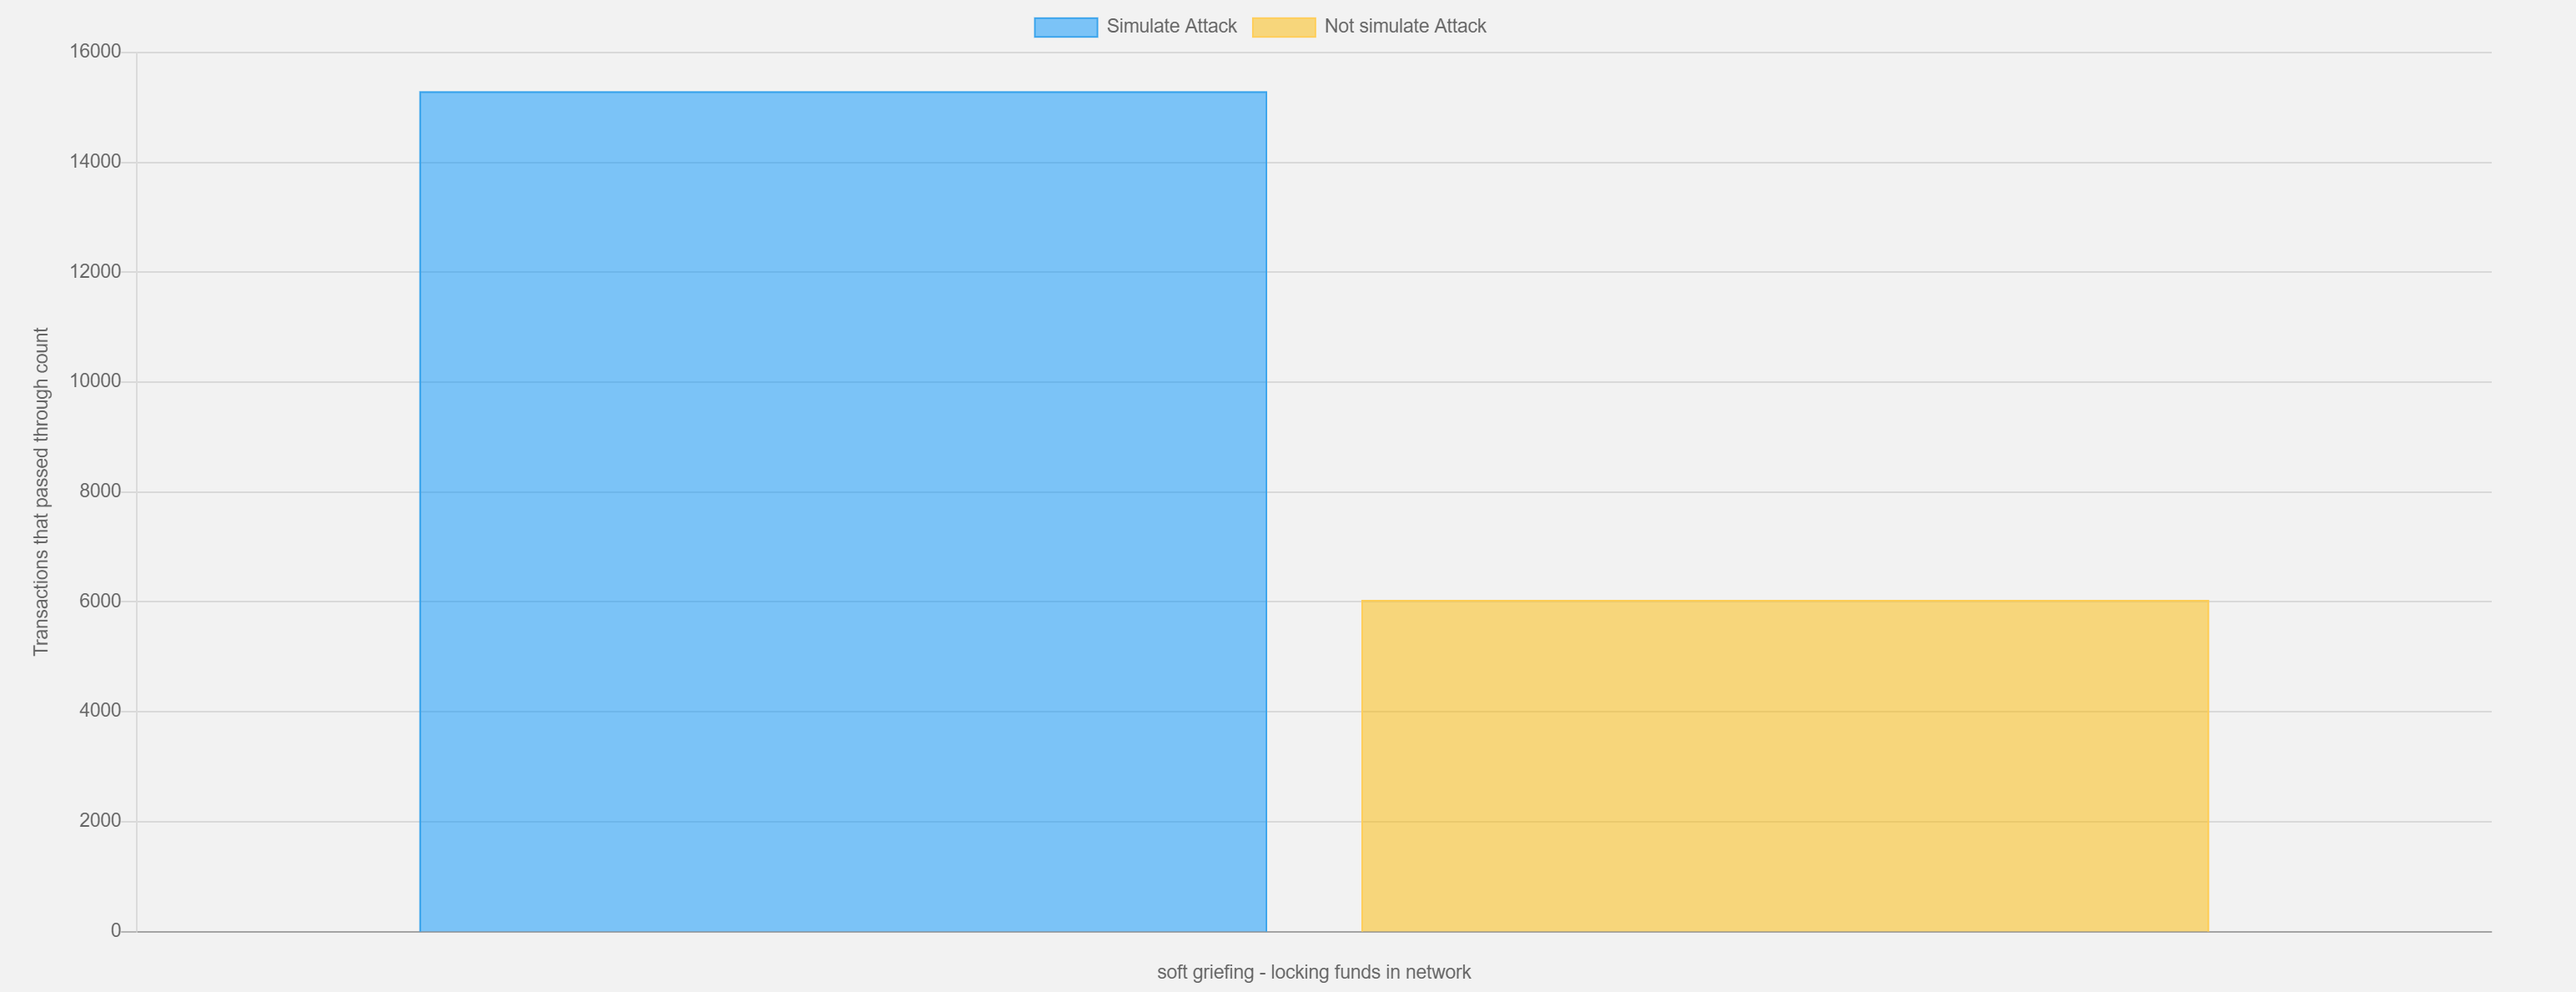 Simulate Attack
Not simulate Attack
16000
14000
12000
10000
8000
6000
4000
2000
0
Transactions that passed through count
soft griefing - locking funds in network